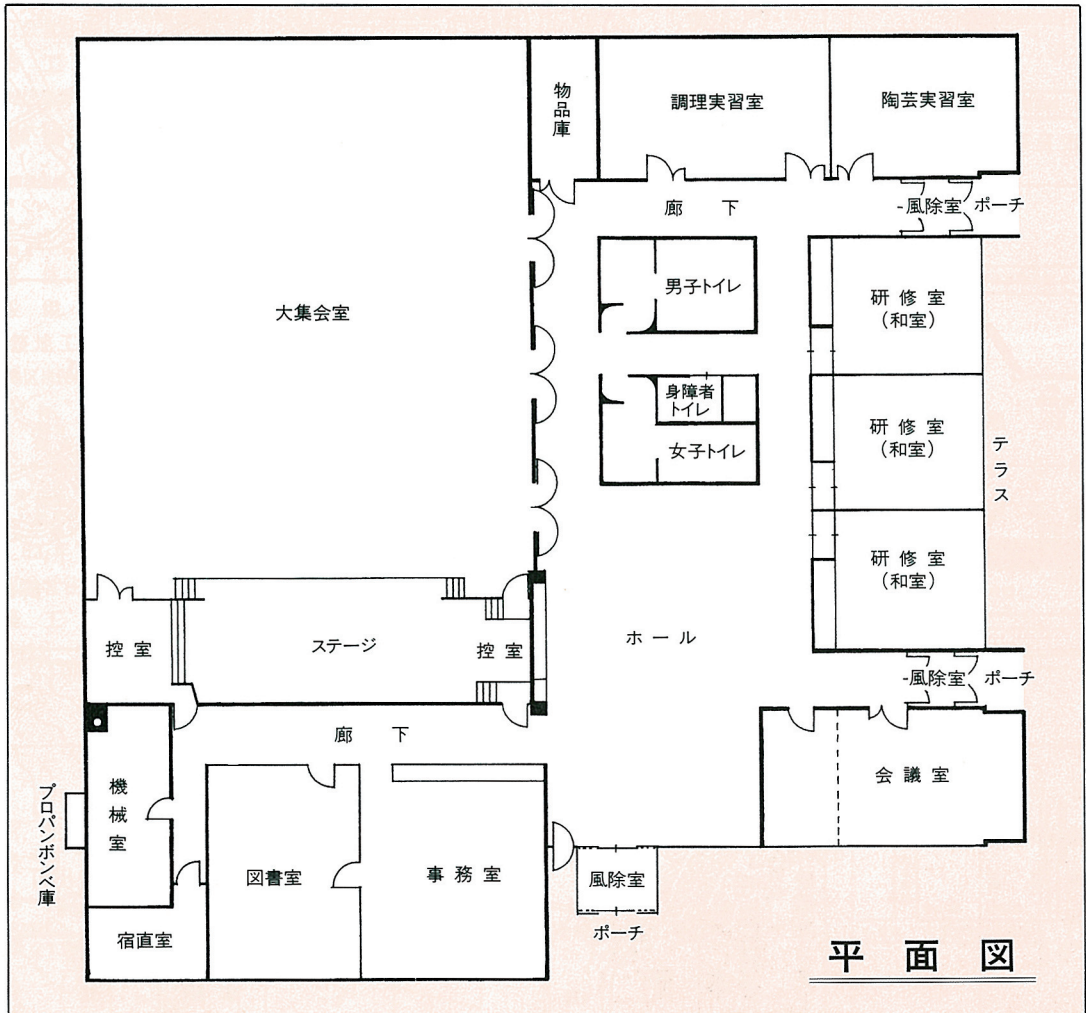 物品庫
調理実習室
陶芸実習室
廊　下
風除室
ポーチ
大集会室
男子トイレ
研修室
(和室)
身障者
トイレ
女子トイレ
研修室
(和室)
テラス
研修室
(和室)
控室
ステージ
控室
ホール
風除室
ポーチ
廊　下
会議室
機械室
プロパンボンベ庫
図書室
事務室
風除室
ポーチ
宿直室
平面図